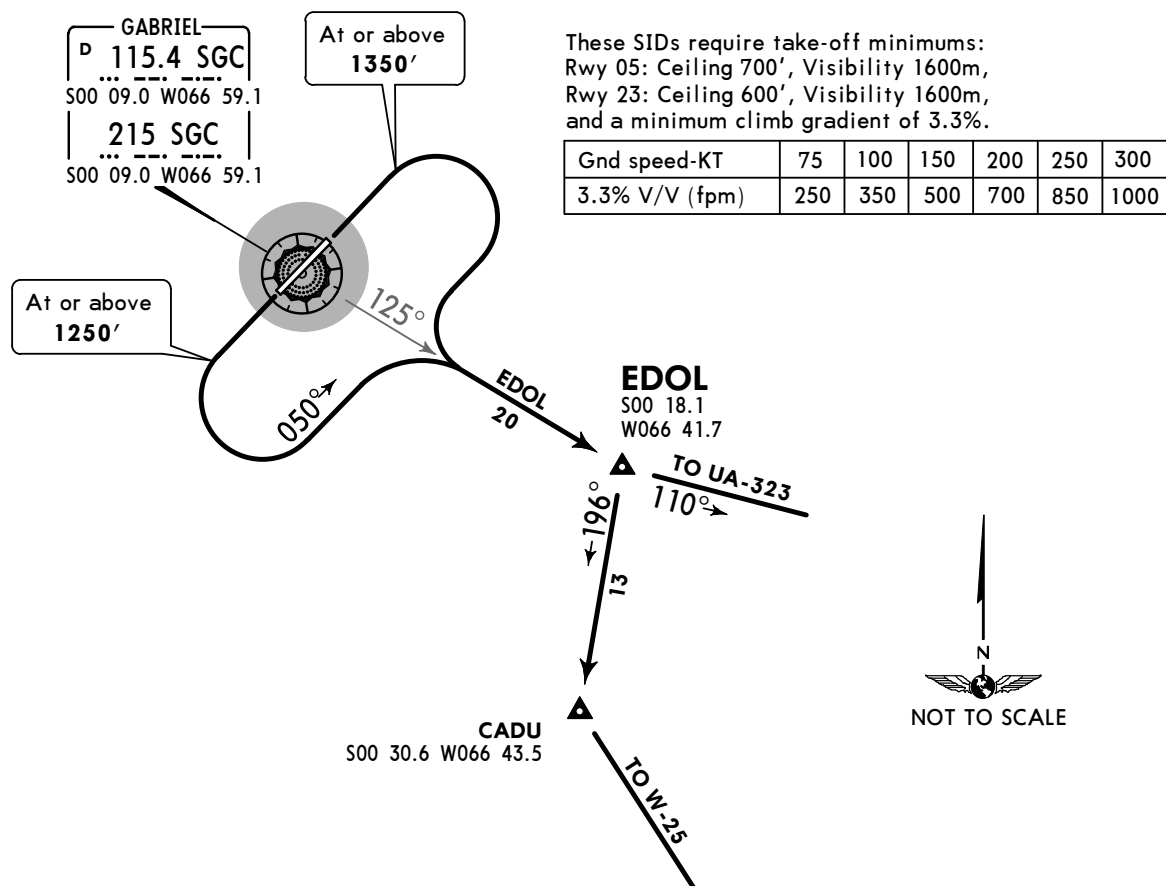 GABRIEL
D 115.4 SGC
S00 09.0 W066 59.1
215 SGC
S00 09.0 W066 59.1
At or above
1350'
These SIDs require take-off minimums:
Rwy 05: Ceiling 700', Visibility 1600m,
Rwy 23: Ceiling 600', Visibility 1600m,
and a minimum climb gradient of 3.3%.
Gnd speed-KT 75 100 150 200 250 300
3.3% V/V (fpm) 250 350 500 700 850 1000
At or above
1250'
125°
050°
EDOL
20
EDOL
S00 18.1
W066 41.7
TO UA-323
110°
196°
13
CADU
S00 30.6 W066 43.5
TO W-25
N
NOT TO SCALE